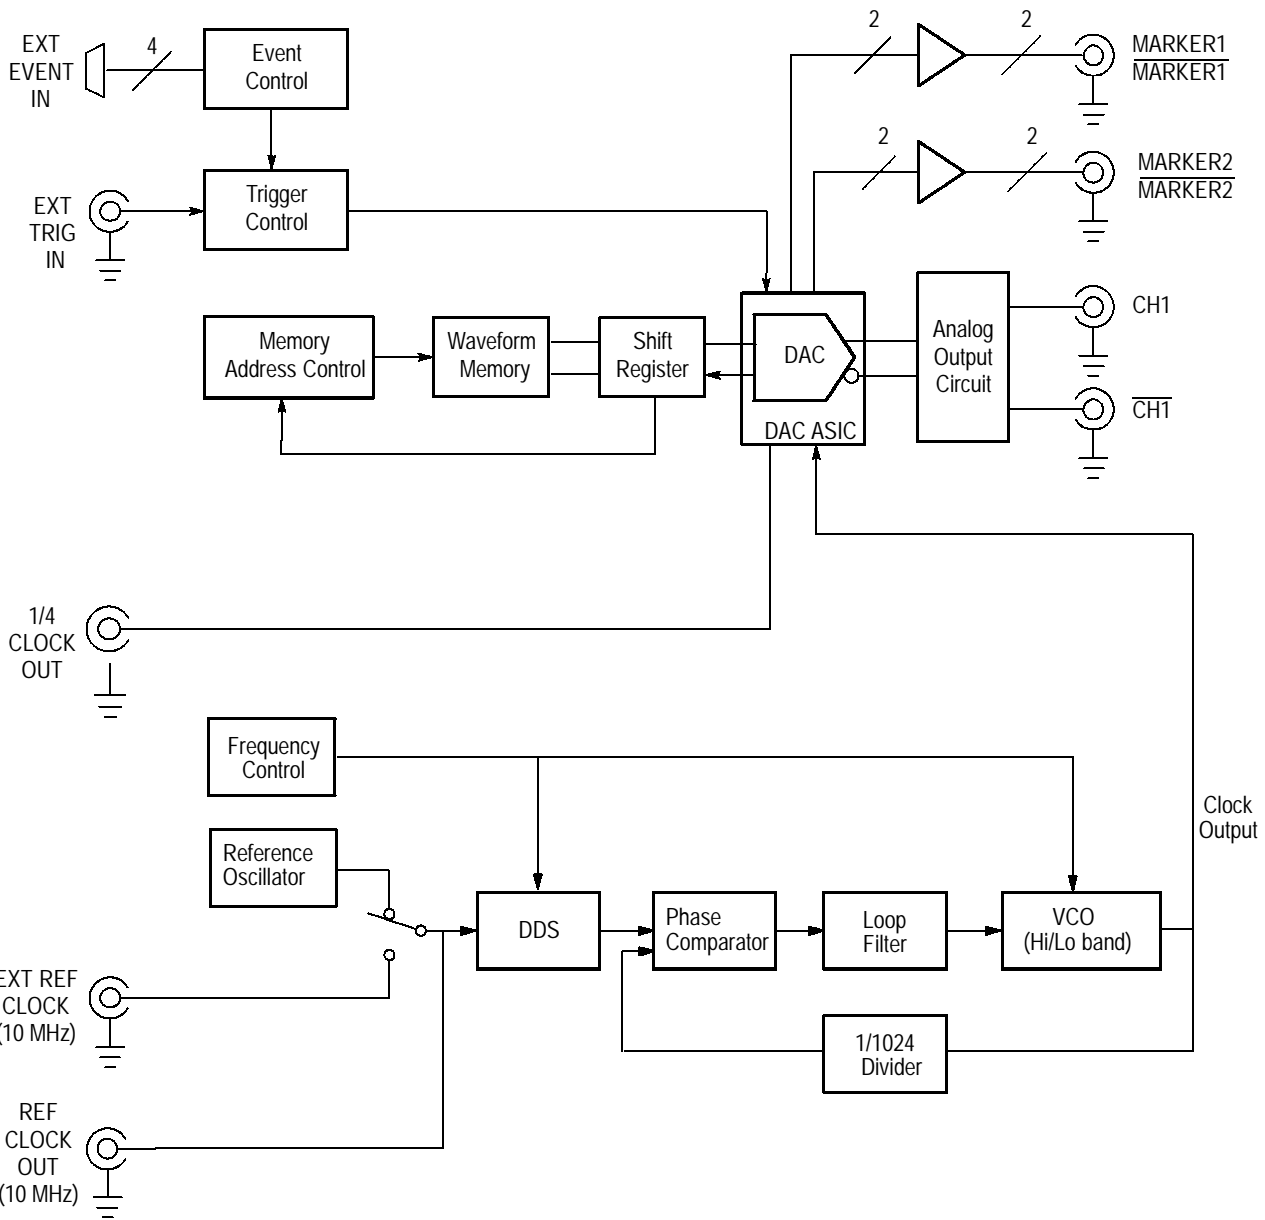 EXT
EVENT
IN
4
Event
Control
2
2
MARKER1
MARKER1
EXT
TRIG
IN
Trigger
Control
2
2
MARKER2
MARKER2
Memory
Address Control
Waveform
Memory
Shift
Register
DAC
DAC ASIC
Analog
Output
Circuit
CH1
CH1
1/4
CLOCK
OUT
Frequency
Control
Clock
Output
Reference
Oscillator
DDS
Phase
Comparator
Loop
Filter
VCO
(Hi/Lo band)
EXT REF
CLOCK
(10 MHz)
1/1024
Divider
REF
CLOCK
OUT
(10 MHz)